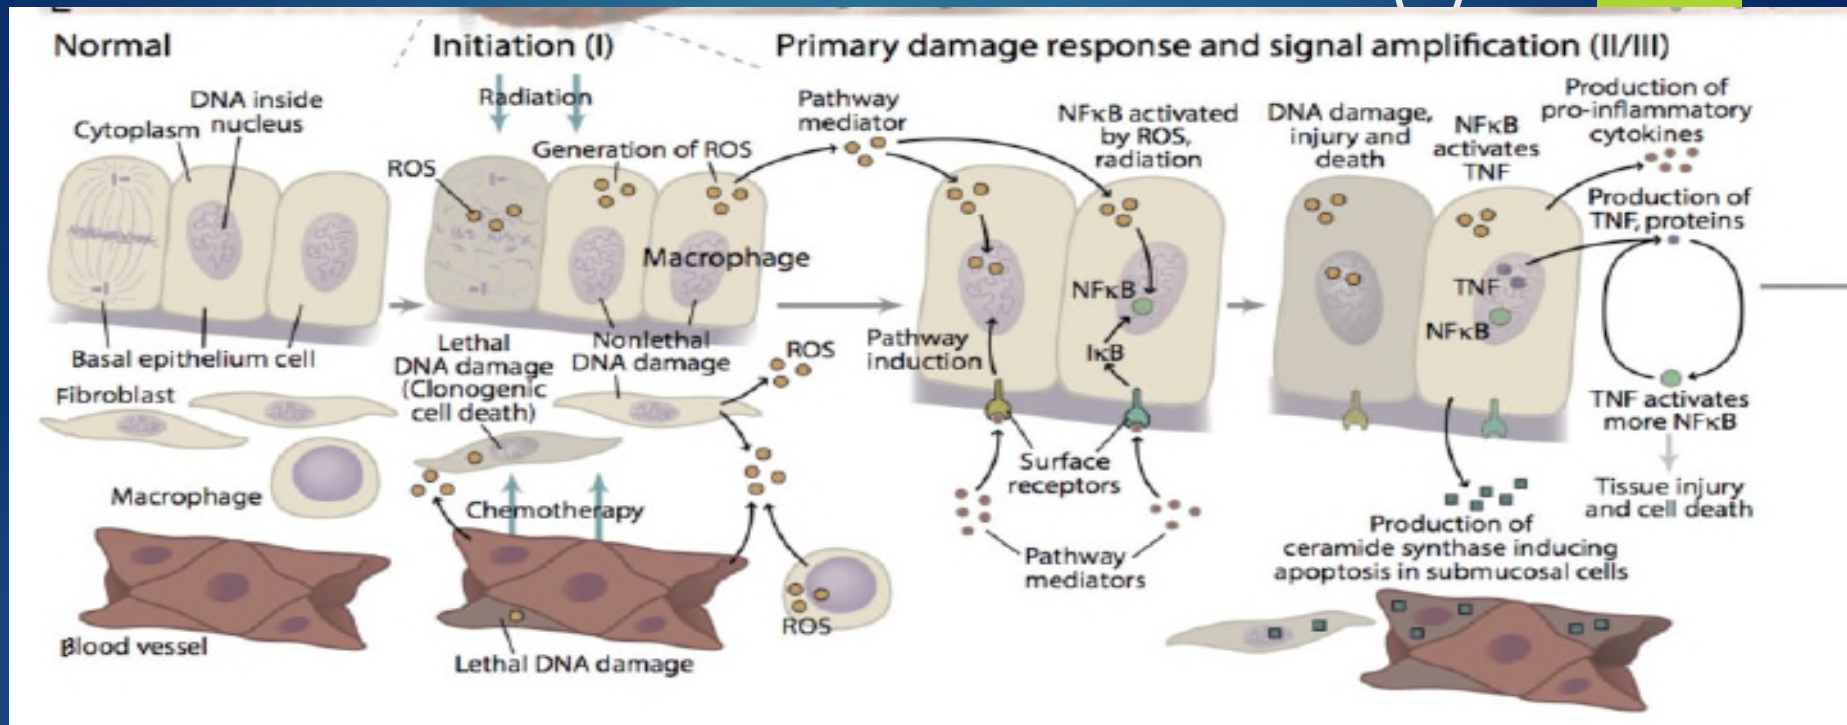 Normal
Initiation (I)
Primary damage response and signal amplification (II/III)
DNA inside
nucleus
Cytoplasm
Basal epithelium cell
Fibroblast
Macrophage
Blood vessel
Radiation
Generation of ROS
ROS
Macrophage
Lethal
DNA damage
(Clonogenic
cell death)
Nonlethal
DNA damage
ROS
Chemotherapy
ROS
Lethal DNA damage
Pathway
mediator
NFκB activated
by ROS,
radiation
NFκB
IκB
Pathway
induction
Surface
receptors
Pathway
mediators
DNA damage,
injury and
death
NFκB
activates
TNF
Production of
pro-inflammatory
cytokines
Production of
TNF, proteins
TNF
NFκB
TNF activates
more NFκB
Tissue injury
and cell death
Production of
ceramide synthase inducing
apoptosis in submucosal cells